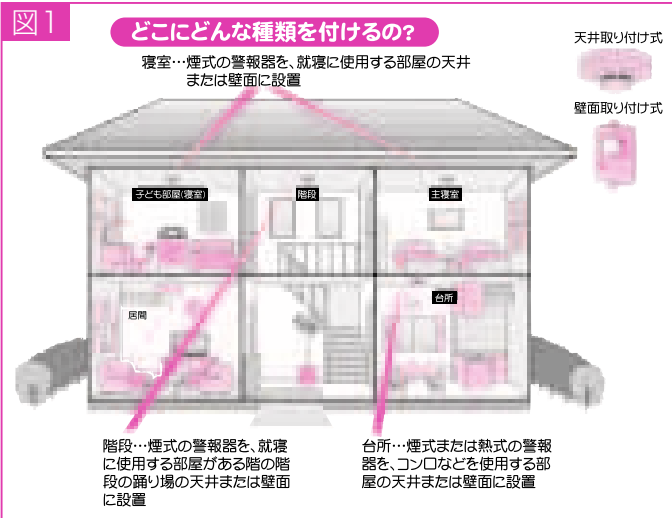 図1
どこにどんな種類を付けるの?
天井取り付け式
寝室…煙式の警報器を、就寝に使用する部屋の天井
または壁面に設置
壁面取り付け式
子ども部屋(寝室)
階段
主寝室
居間
台所
階段…煙式の警報器を、就寝
に使用する部屋がある階の階
段の踊り場の天井または壁面
に設置
台所…煙式または熱式の警報
器を、コンロなどを使用する部
屋の天井または壁面に設置